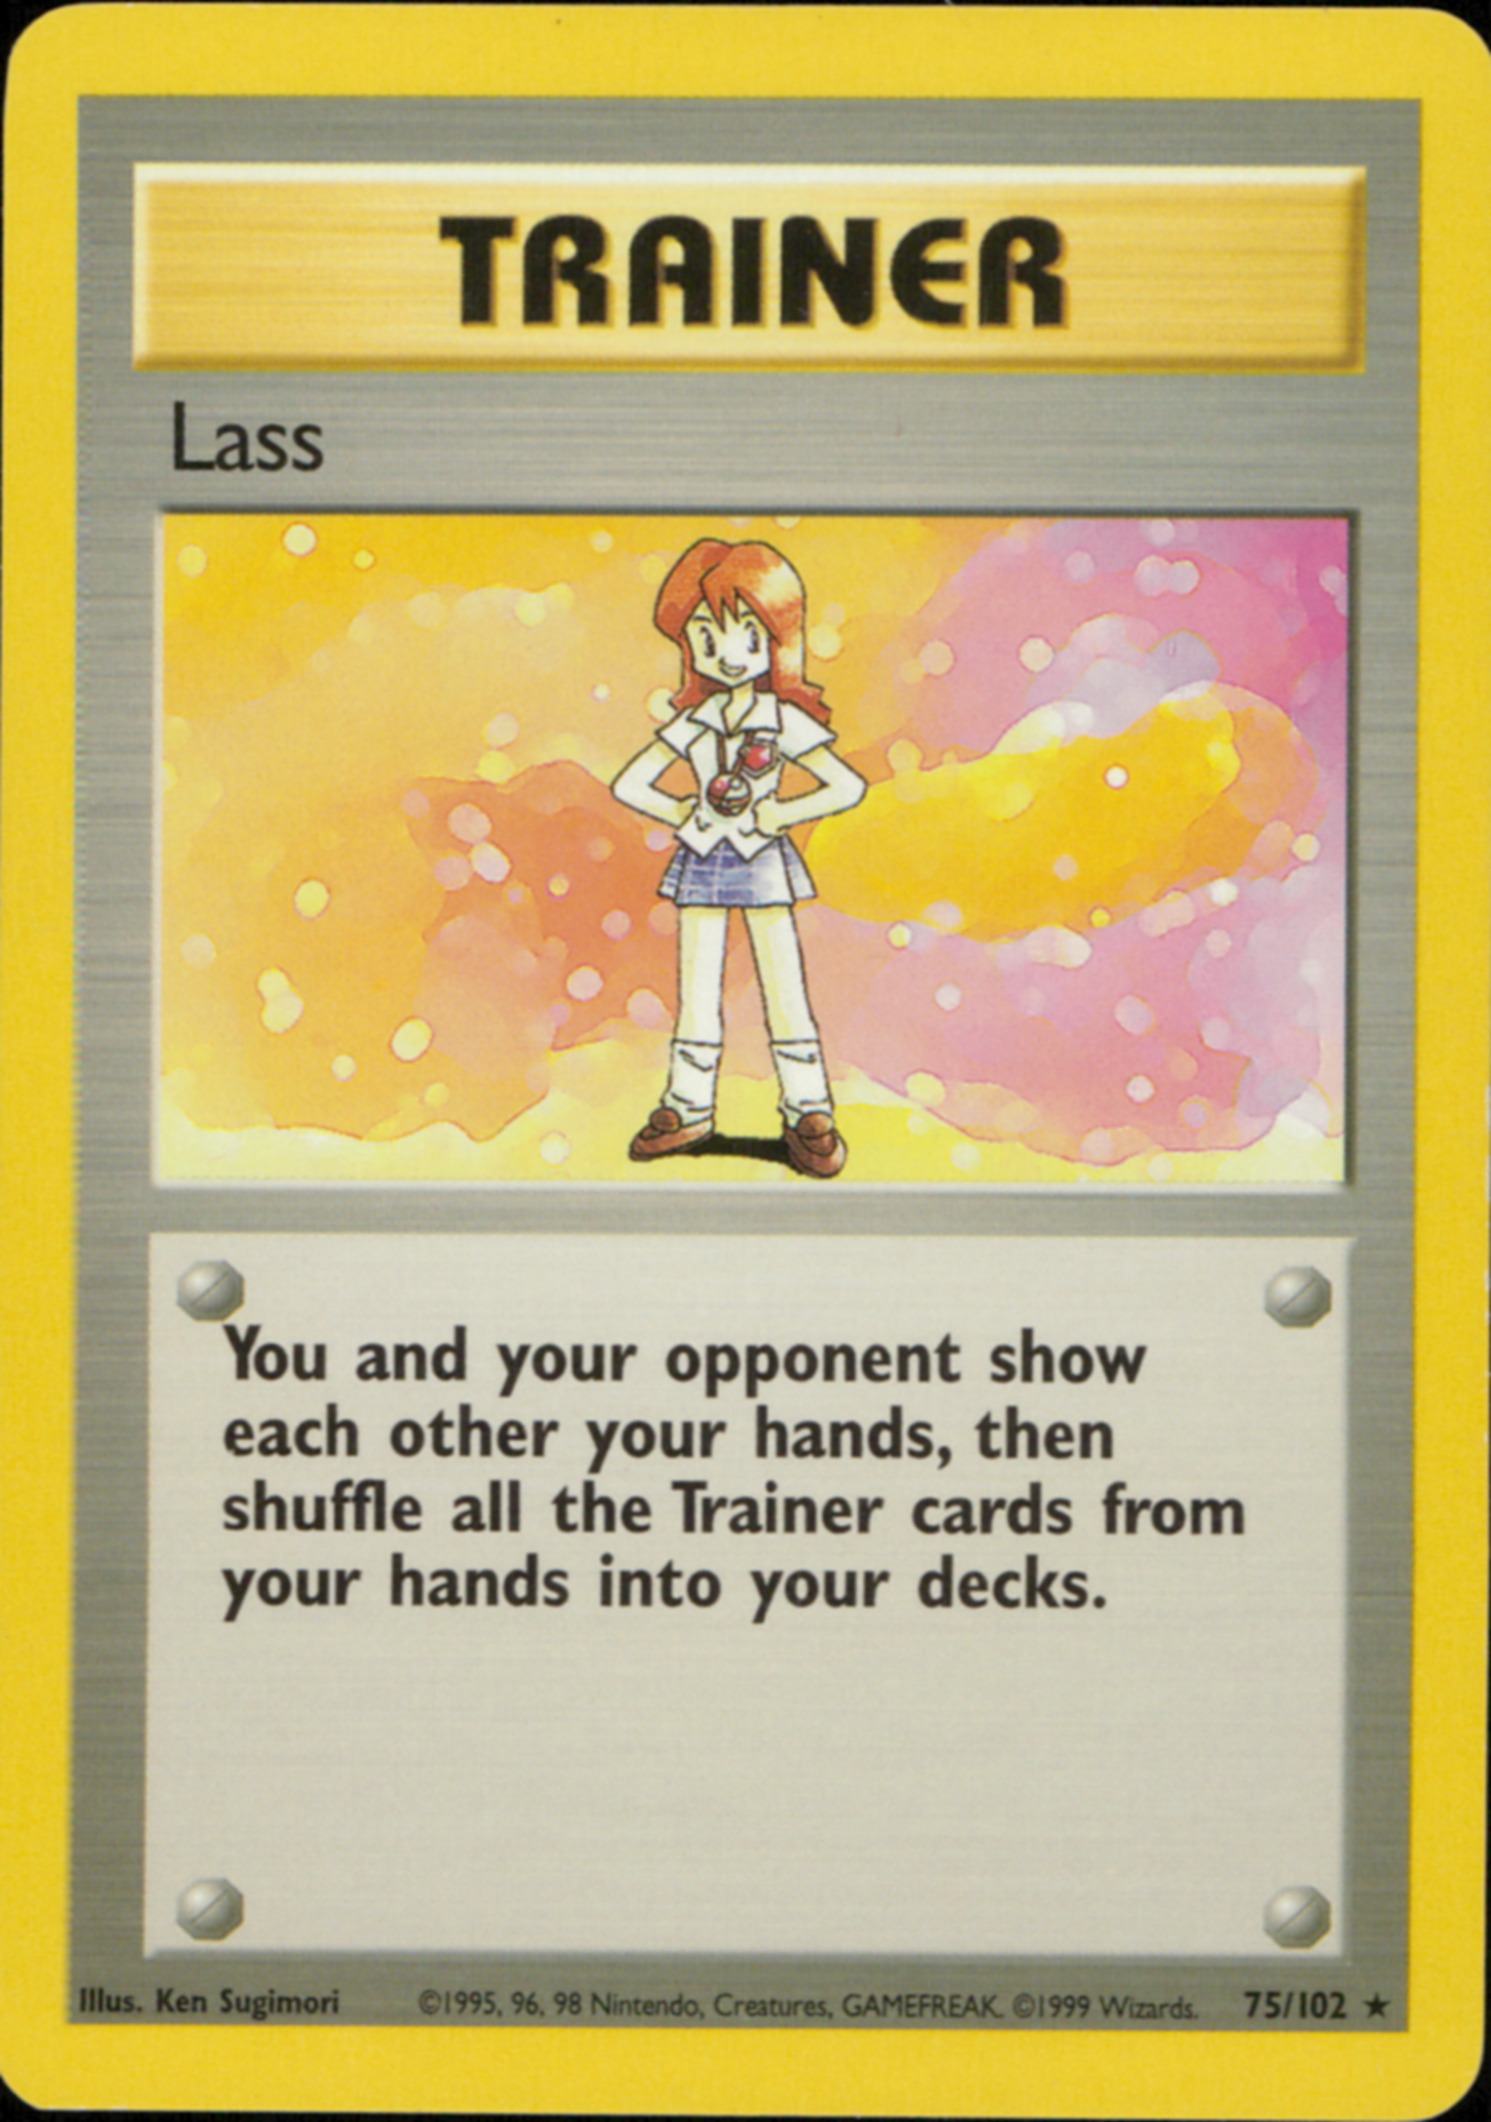 TRAINER
Lass
You and your opponent show
each other your hands, then
shuffle all the Trainer cards from
your hands into your decks.
Illus. Ken Sugimori ©1995, 96, 98 Nintendo, Creatures, GAMEFREAK. ©1999 Wizards. 75/102 ★